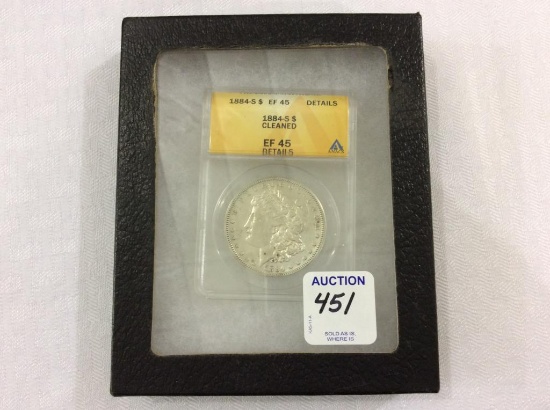 1884-S $ EF 45 DETAILS
1884-S $
CLEANED
EF 45
DETAILS
AUCTION
451
SOLD AS IS,
WHERE IS